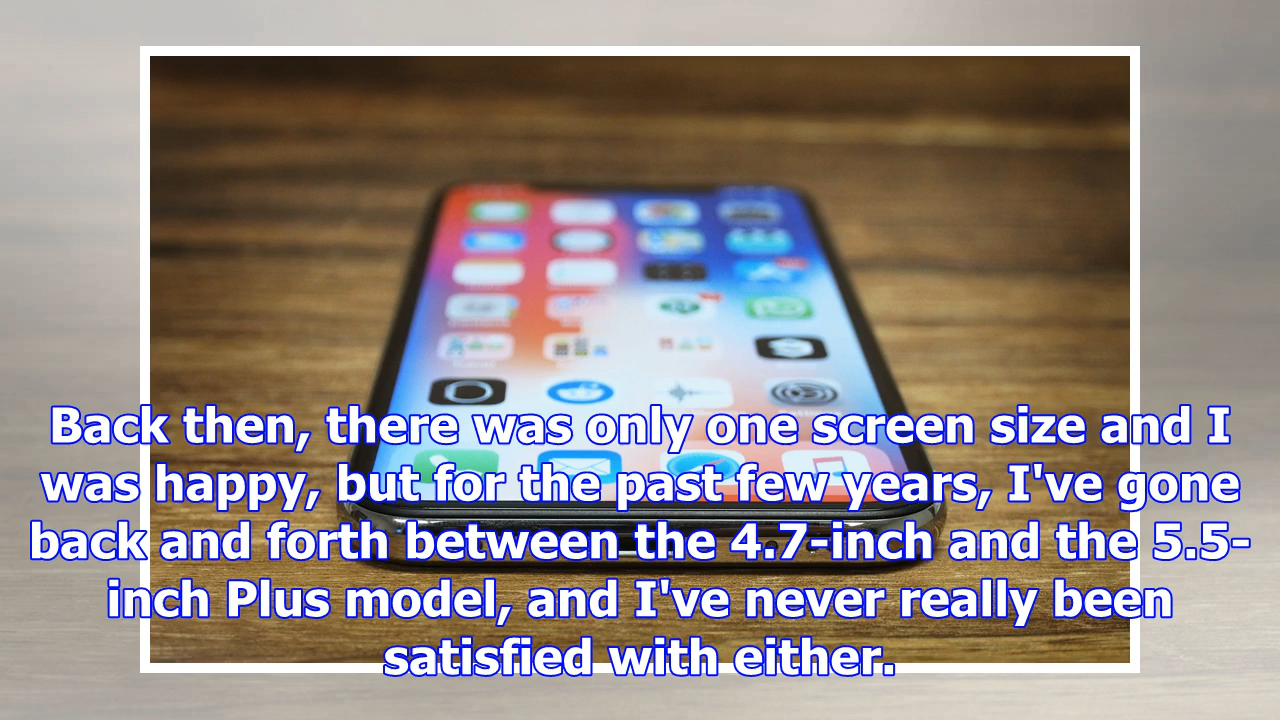 Back then, there was only one screen size and I
was happy, but for the past few years, I've gone
back and forth between the 4.7-inch and the 5.5-
inch Plus model, and I've never really been
satisfied with either.